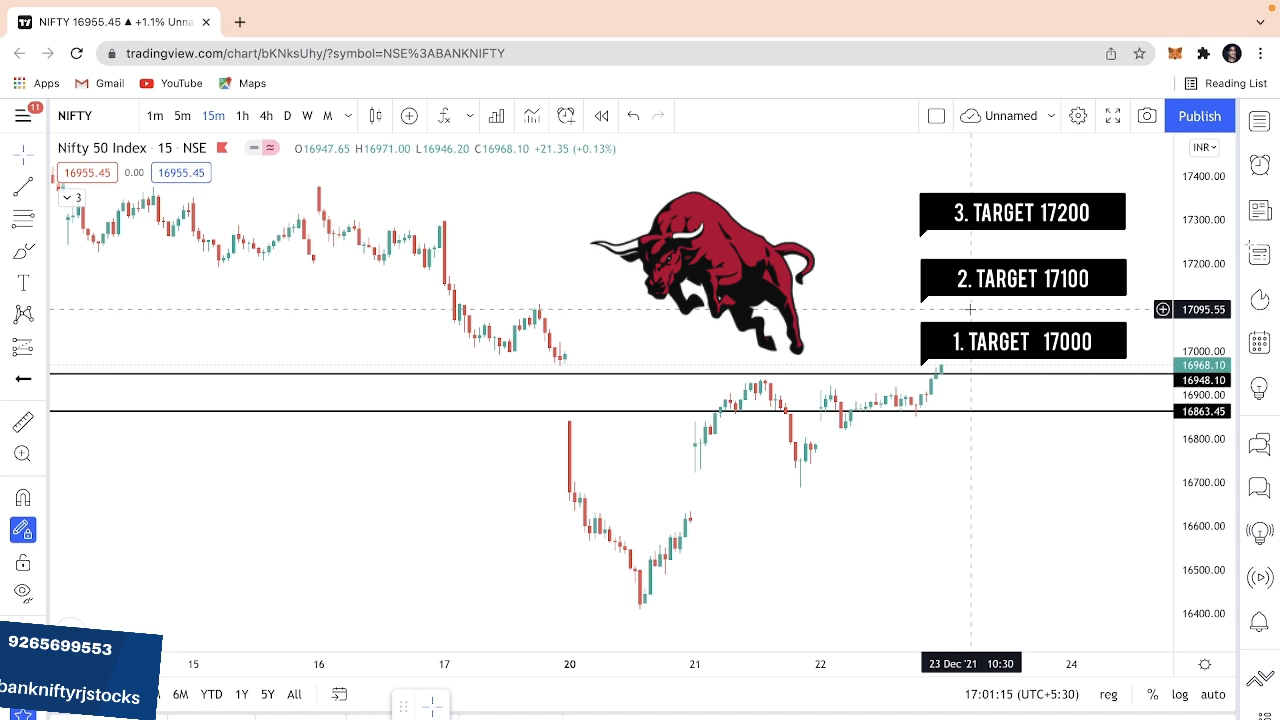 NIFTY 16955.45 ▲ +1.1% Unna
tradingview.com/chart/bKNksUhy/?symbol=NSE%3ABANKNIFTY
Apps Gmail YouTube Maps Reading List
11 NIFTY 1m 5m 15m 1h 4h D W M Unnamed Publish
Nifty 50 Index · 15 · NSE O16947.65 H16971.00 L16946.20 C16968.10 +21.35 (+0.13%) INR
16955.45 0.00 16955.45
3
17400.00
17300.00
17200.00
17095.55
17000.00
16968.10
16948.10
16900.00
16863.45
16800.00
16700.00
16600.00
16500.00
16400.00
3. TARGET 17200
2. TARGET 17100
1. TARGET 17000
15 16 17 20 21 22 23 Dec '21 10:30 24
9265699553
bankniftyrjstocks
6M YTD 1Y 5Y All 17:01:15 (UTC+5:30) reg % log auto